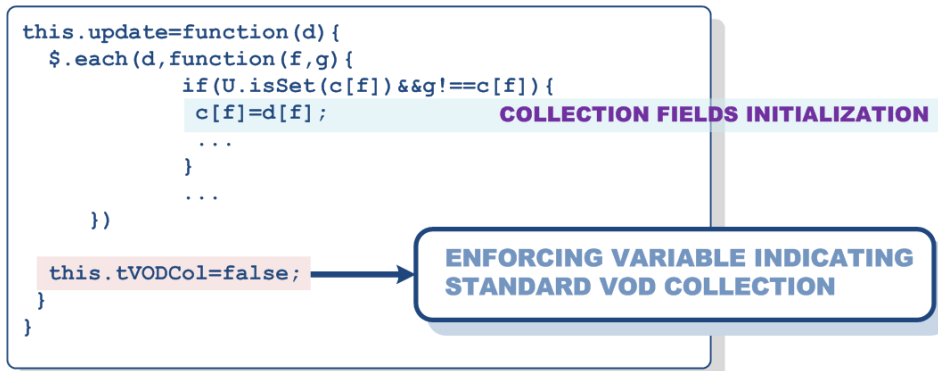 this.update=function(d){
$.each(d,function(f,g){
if(U.isSet(c[f])&&g!==c[f]){
c[f]=d[f];
COLLECTION FIELDS INITIALIZATION
...
}
...
})
this.tVODCol=false;
ENFORCING VARIABLE INDICATING
STANDARD VOD COLLECTION
}
}